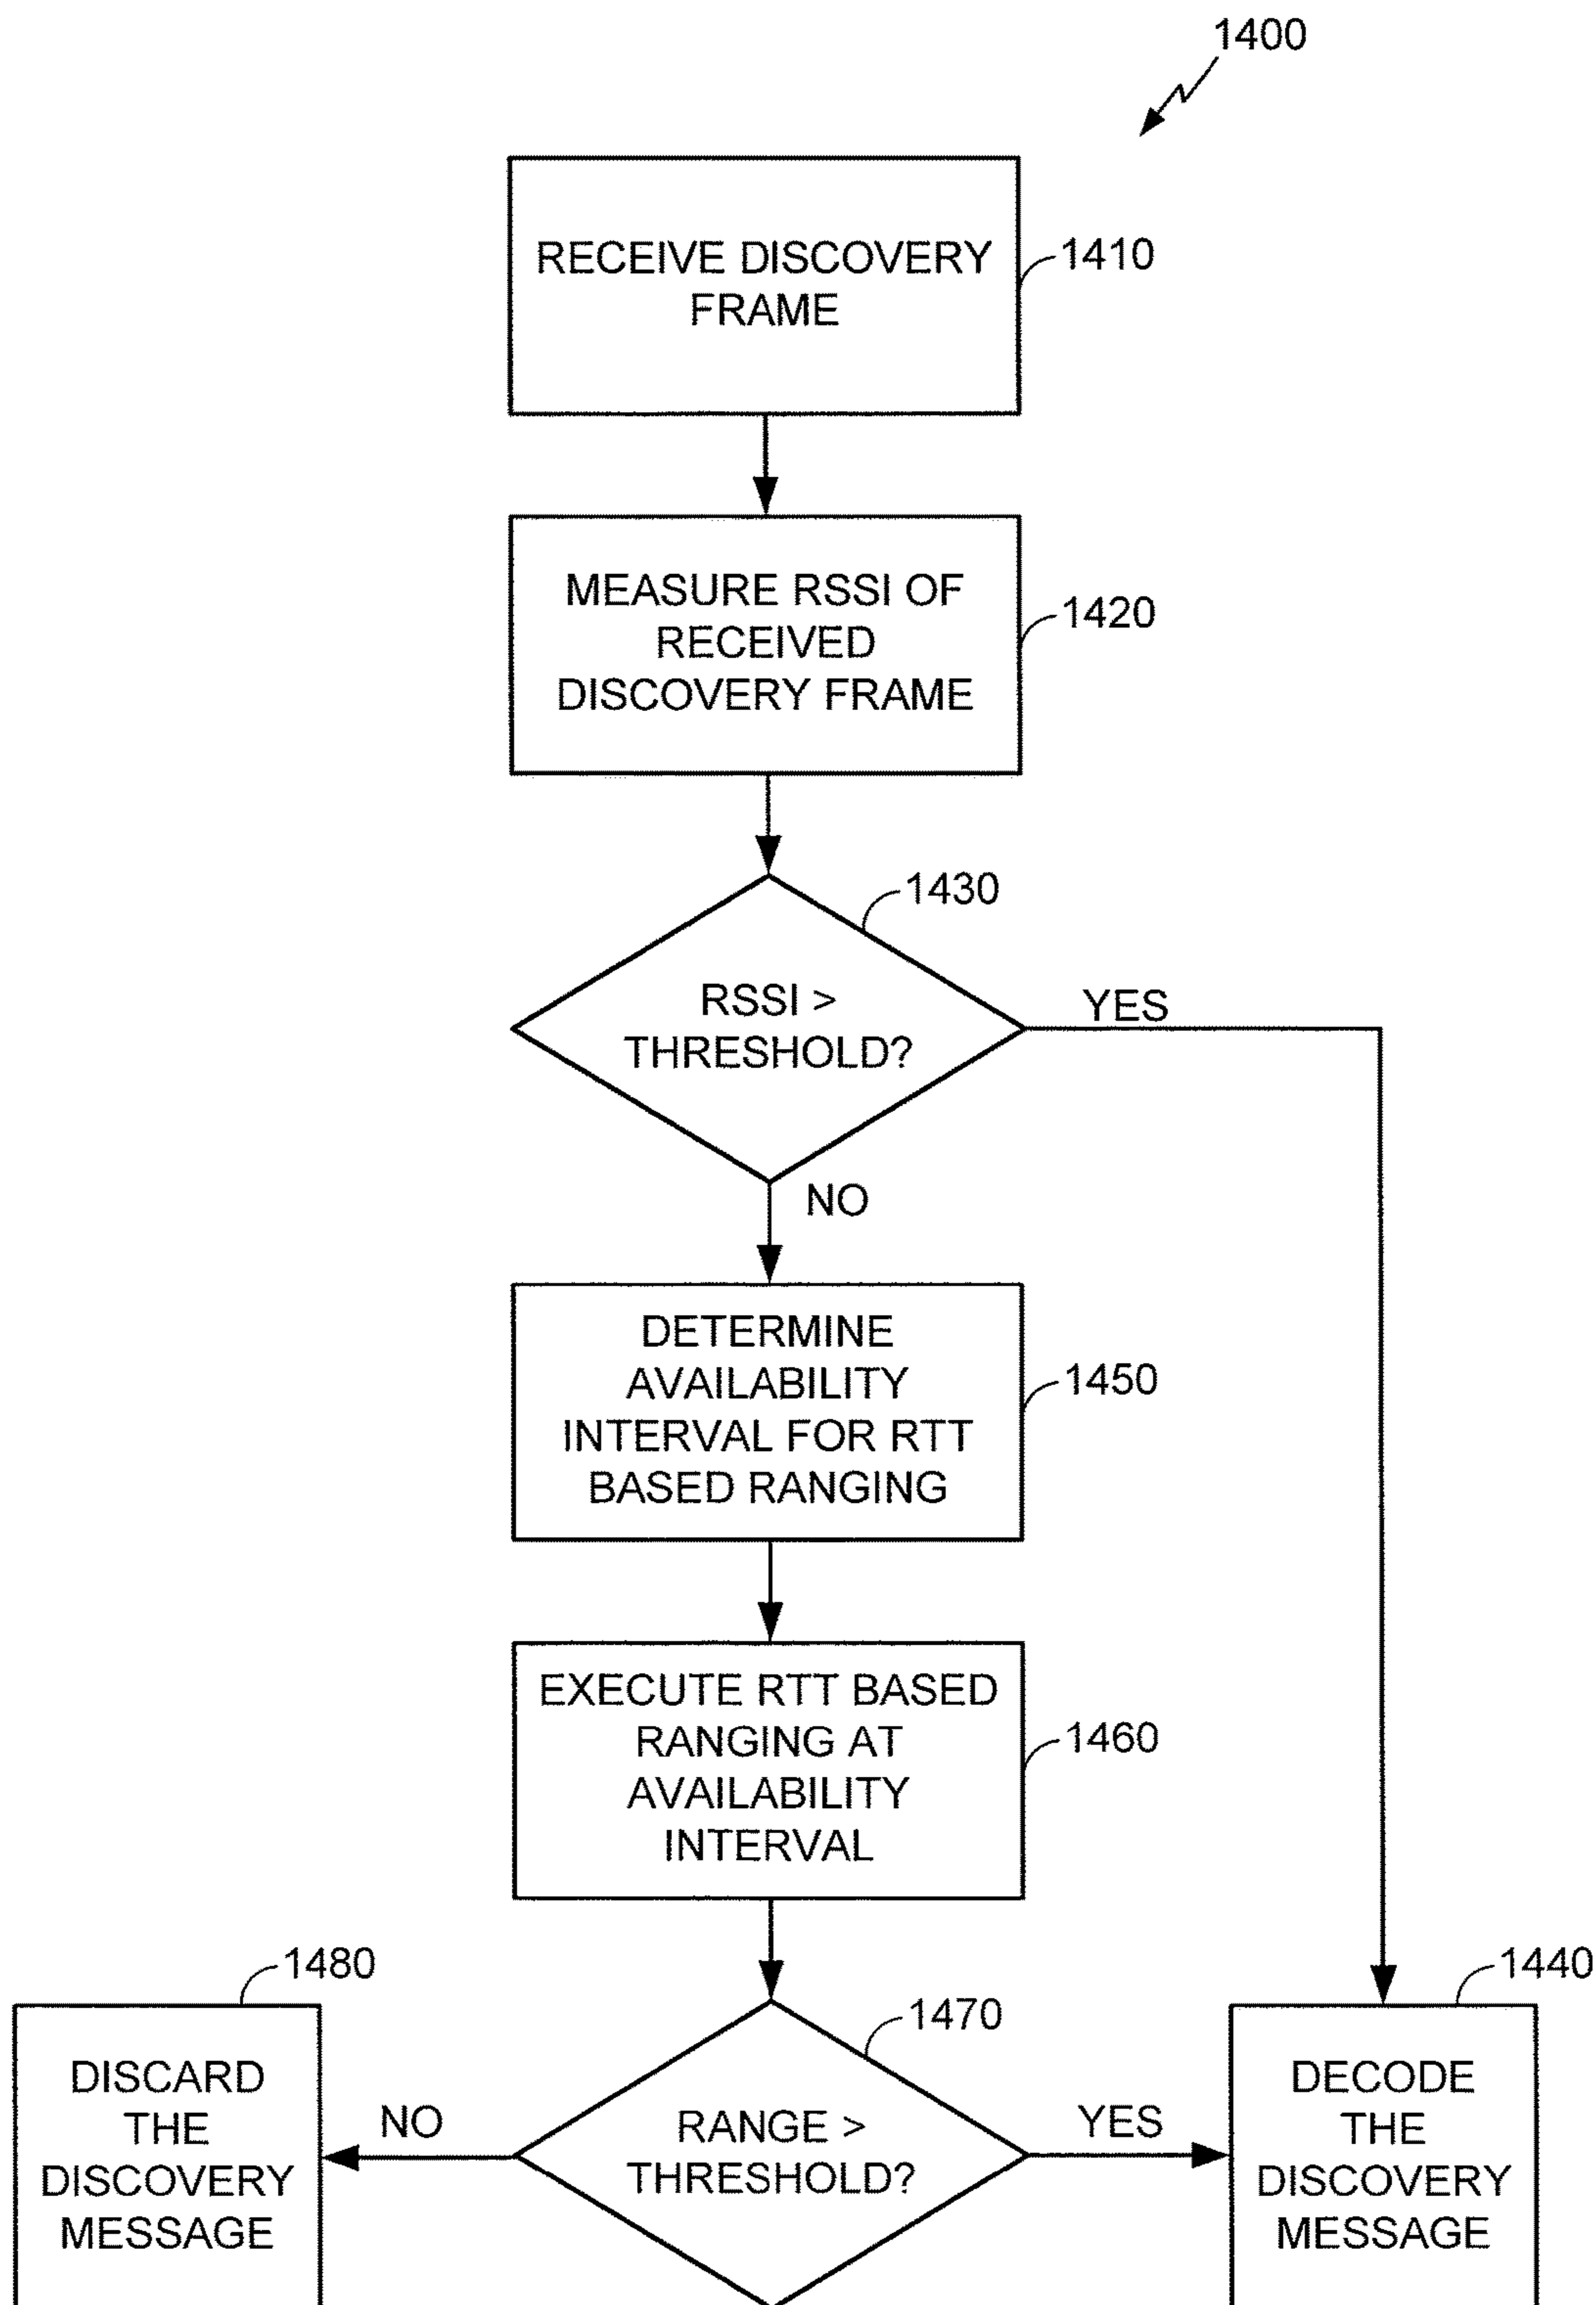 1400
RECEIVE DISCOVERY
FRAME
1410
MEASURE RSSI OF
RECEIVED
DISCOVERY FRAME
1420
1430
RSSI >
THRESHOLD?
YES
NO
DETERMINE
AVAILABILITY
INTERVAL FOR RTT
BASED RANGING
1450
EXECUTE RTT BASED
RANGING AT
AVAILABILITY
INTERVAL
1460
1480
DISCARD
THE
DISCOVERY
MESSAGE
NO
1470
RANGE >
THRESHOLD?
YES
1440
DECODE
THE
DISCOVERY
MESSAGE